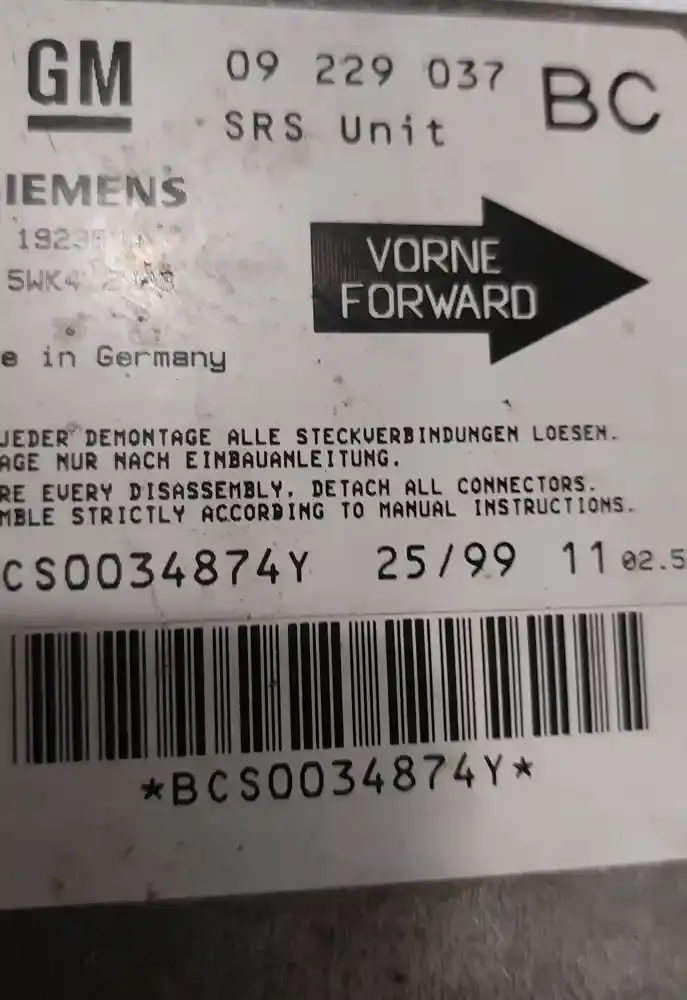 GM
09 229 037 BC
SRS Unit
IEMENS
VORNE
FORWARD
e in Germany
JEDER DEMONTAGE ALLE STECKVERBINDUNGEN LOESEN.
AGE NUR NACH EINBAUANLEITUNG.
RE EVERY DISASSEMBLY, DETACH ALL CONNECTORS.
MBLE STRICTLY ACCORDING TO MANUAL INSTRUCTIONS.
CS0034874Y 25/99 11 02.5
*BCS0034874Y*